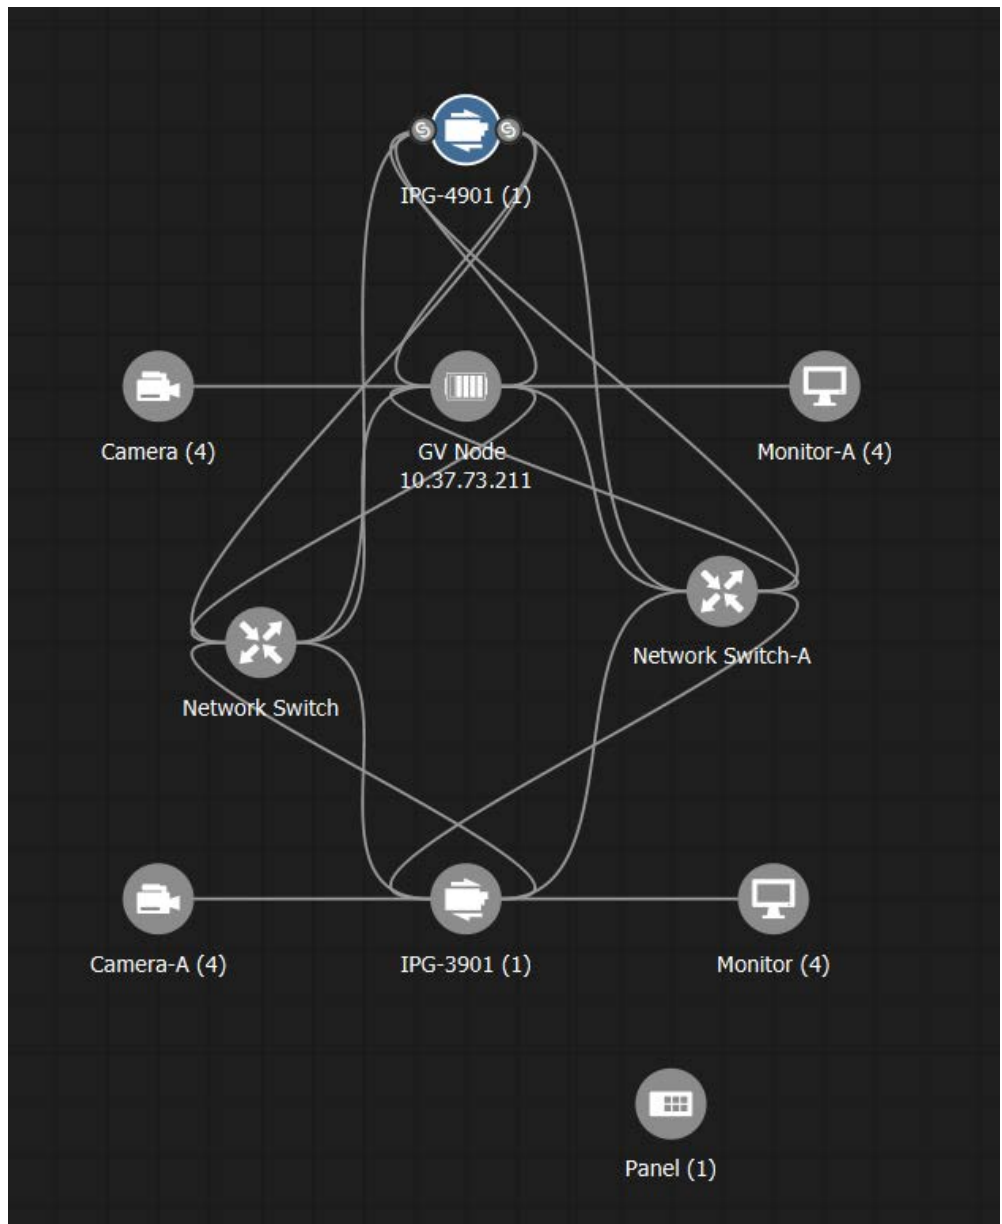 IPG-4901 (1)
Camera (4)
GV Node
10.37.73.211
Monitor-A (4)
Network Switch-A
Network Switch
Camera-A (4)
IPG-3901 (1)
Monitor (4)
Panel (1)